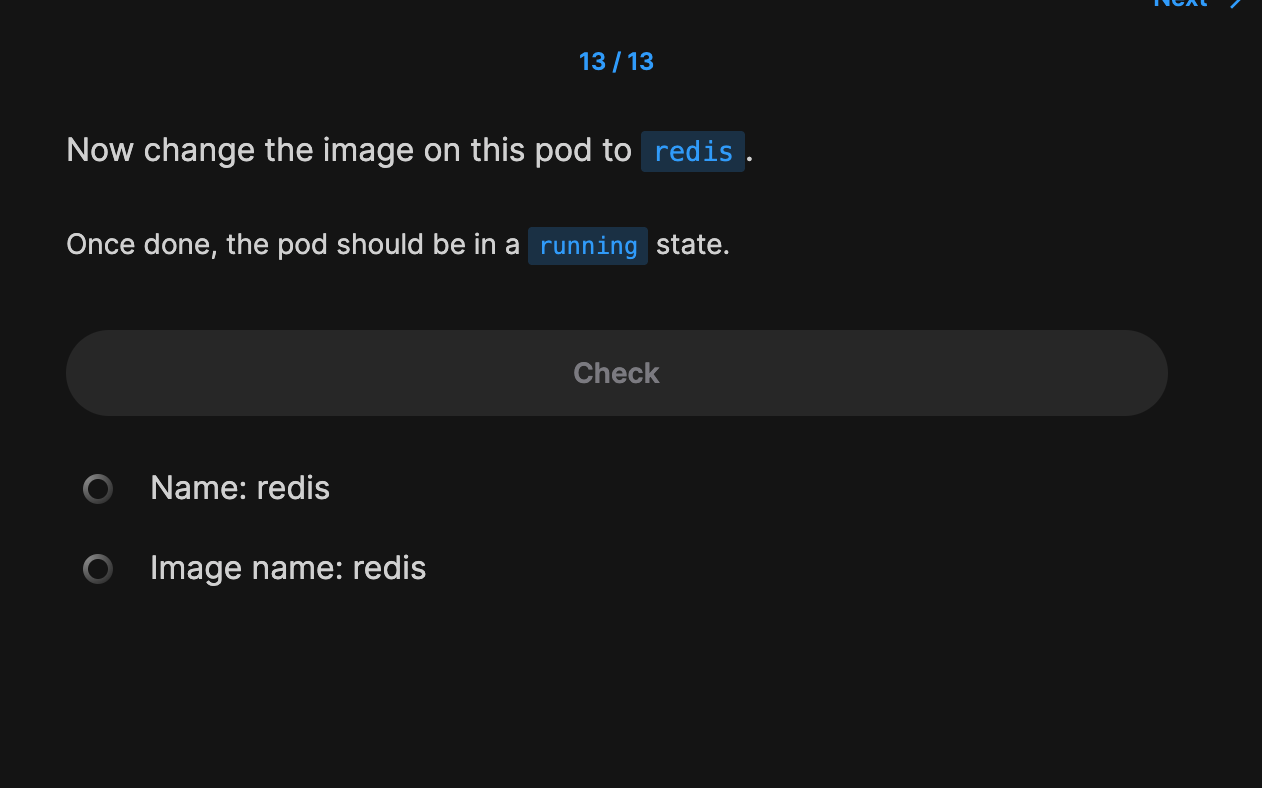 Next
13 / 13
Now change the image on this pod to redis.
Once done, the pod should be in a running state.
Check
Name: redis
Image name: redis